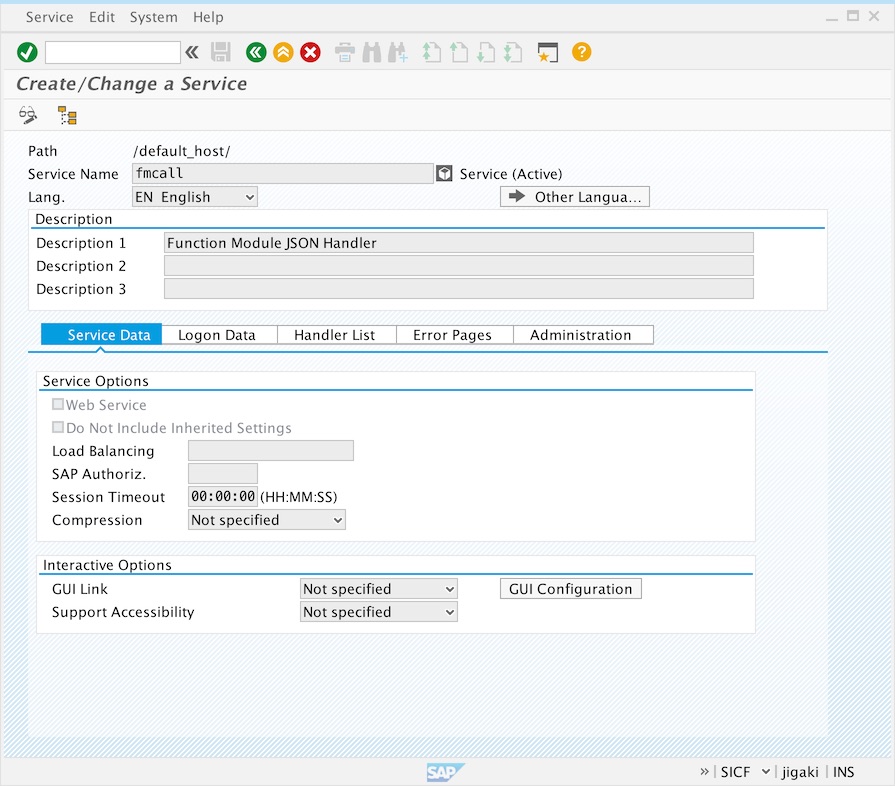 Service Edit System Help
Create/Change a Service
Path /default_host/
Service Name fmcall Service (Active)
Lang. EN English Other Langua...
Description
Description 1 Function Module JSON Handler
Description 2
Description 3
Service Data Logon Data Handler List Error Pages Administration
Service Options
Web Service
Do Not Include Inherited Settings
Load Balancing
SAP Authoriz.
Session Timeout 00:00:00 (HH:MM:SS)
Compression Not specified
Interactive Options
GUI Link Not specified GUI Configuration
Support Accessibility Not specified
SAP » SICF jigaki INS